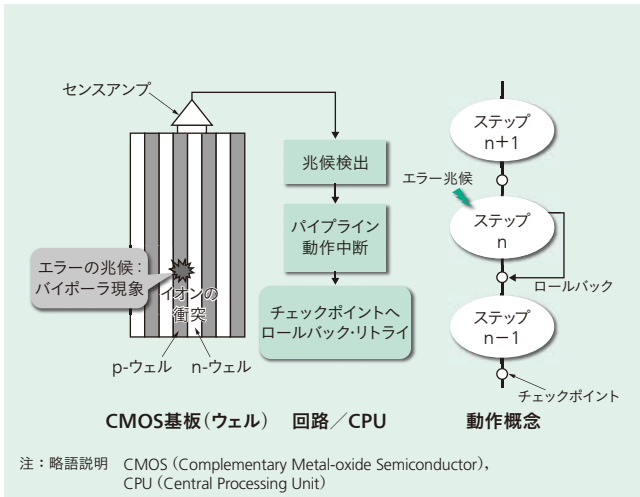 センスアンプ
エラーの兆候：
バイポーラ現象
イオンの
衝突
p-ウェル
n-ウェル
CMOS基板（ウェル）
兆候検出
パイプライン
動作中断
チェックポイントへ
ロールバック・リトライ
回路／CPU
ステップ
n＋1
エラー兆候
ステップ
n
ロールバック
ステップ
n－1
チェックポイント
動作概念
注：略語説明　CMOS（Complementary Metal-oxide Semiconductor），
CPU（Central Processing Unit）